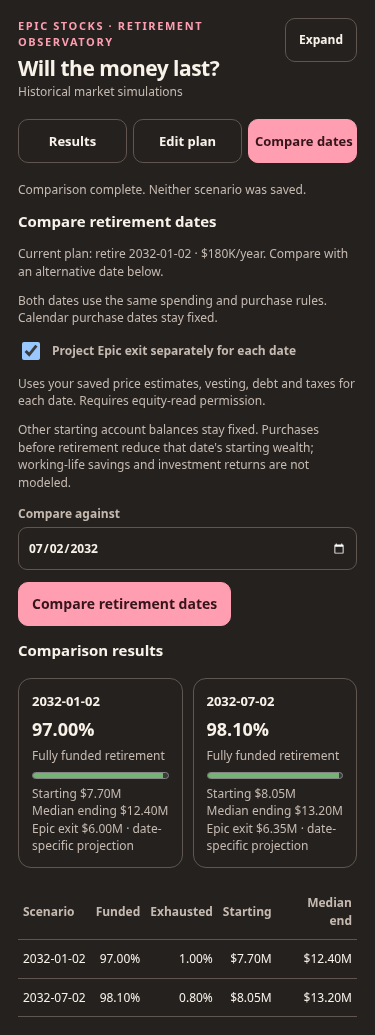 EPIC STOCKS · RETIREMENT
OBSERVATORY
Expand
Will the money last?
Historical market simulations
Results
Edit plan
Compare dates
Comparison complete. Neither scenario was saved.
Compare retirement dates
Current plan: retire 2032-01-02 · $180K/year. Compare with
an alternative date below.
Both dates use the same spending and purchase rules.
Calendar purchase dates stay fixed.
Project Epic exit separately for each date
Uses your saved price estimates, vesting, debt and taxes for
each date. Requires equity-read permission.
Other starting account balances stay fixed. Purchases
before retirement reduce that date's starting wealth;
working-life savings and investment returns are not
modeled.
Compare against
07/02/2032
Compare retirement dates
Comparison results
2032-01-02
97.00%
Fully funded retirement
Starting $7.70M
Median ending $12.40M
Epic exit $6.00M · date-
specific projection
2032-07-02
98.10%
Fully funded retirement
Starting $8.05M
Median ending $13.20M
Epic exit $6.35M · date-
specific projection
Scenario Funded Exhausted Starting Median end
2032-01-02 97.00% 1.00% $7.70M $12.40M
2032-07-02 98.10% 0.80% $8.05M $13.20M